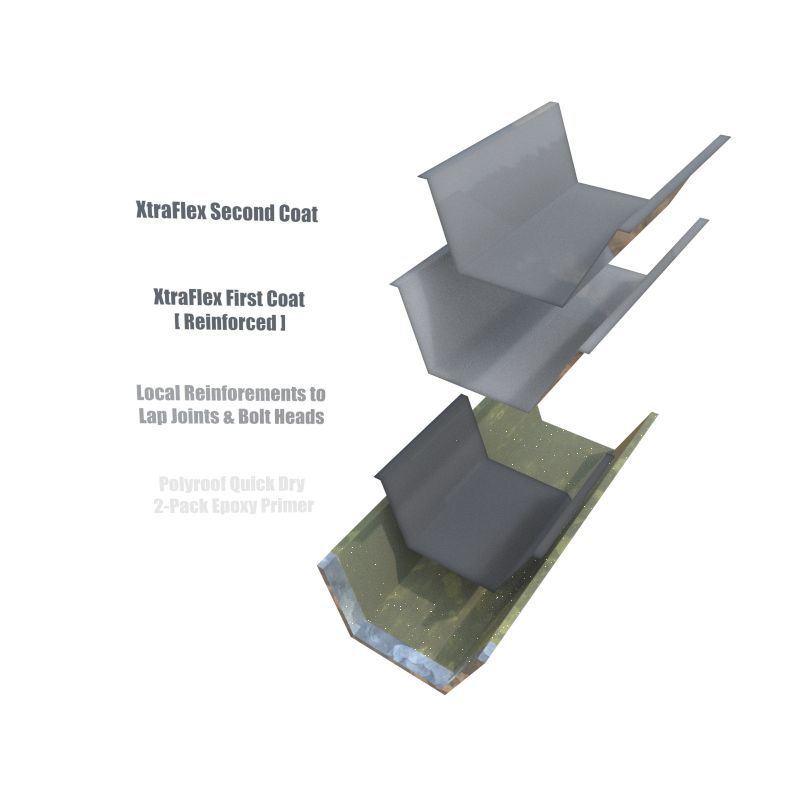 XtraFlex Second Coat
XtraFlex First Coat
[ Reinforced ]
Local Reinforements to
Lap Joints & Bolt Heads
Polyroof Quick Dry
2-Pack Epoxy Primer